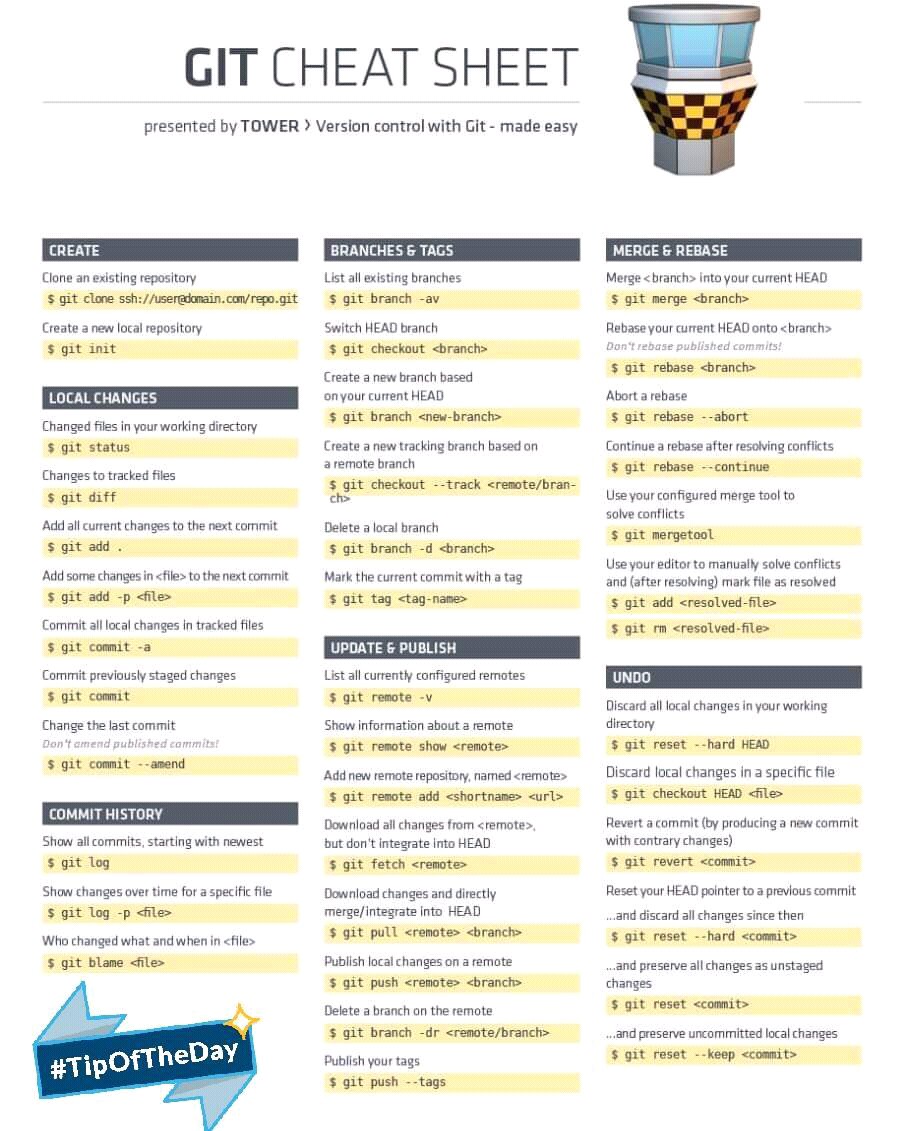 GIT CHEAT SHEET
presented by TOWER > Version control with Git - made easy
CREATE
Clone an existing repository
$ git clone ssh://user@domain.com/repo.git
Create a new local repository
$ git init
LOCAL CHANGES
Changed files in your working directory
$ git status
Changes to tracked files
$ git diff
Add all current changes to the next commit
$ git add .
Add some changes in <file> to the next commit
$ git add -p <file>
Commit all local changes in tracked files
$ git commit -a
Commit previously staged changes
$ git commit
Change the last commit
Don't amend published commits!
$ git commit --amend
COMMIT HISTORY
Show all commits, starting with newest
$ git log
Show changes over time for a specific file
$ git log -p <file>
Who changed what and when in <file>
$ git blame <file>
#TipOfTheDay
BRANCHES & TAGS
List all existing branches
$ git branch -av
Switch HEAD branch
$ git checkout <branch>
Create a new branch based
on your current HEAD
$ git branch <new-branch>
Create a new tracking branch based on
a remote branch
$ git checkout --track <remote/bran-
ch>
Delete a local branch
$ git branch -d <branch>
Mark the current commit with a tag
$ git tag <tag-name>
UPDATE & PUBLISH
List all currently configured remotes
$ git remote -v
Show information about a remote
$ git remote show <remote>
Add new remote repository, named <remote>
$ git remote add <shortname> <url>
Download all changes from <remote>,
but don't integrate into HEAD
$ git fetch <remote>
Download changes and directly
merge/integrate into HEAD
$ git pull <remote> <branch>
Publish local changes on a remote
$ git push <remote> <branch>
Delete a branch on the remote
$ git branch -dr <remote/branch>
Publish your tags
$ git push --tags
MERGE & REBASE
Merge <branch> into your current HEAD
$ git merge <branch>
Rebase your current HEAD onto <branch>
Don't rebase published commits!
$ git rebase <branch>
Abort a rebase
$ git rebase --abort
Continue a rebase after resolving conflicts
$ git rebase --continue
Use your configured merge tool to
solve conflicts
$ git mergetool
Use your editor to manually solve conflicts
and (after resolving) mark file as resolved
$ git add <resolved-file>
$ git rm <resolved-file>
UNDO
Discard all local changes in your working
directory
$ git reset --hard HEAD
Discard local changes in a specific file
$ git checkout HEAD <file>
Revert a commit (by producing a new commit
with contrary changes)
$ git revert <commit>
Reset your HEAD pointer to a previous commit
...and discard all changes since then
$ git reset --hard <commit>
...and preserve all changes as unstaged
changes
$ git reset <commit>
...and preserve uncommitted local changes
$ git reset --keep <commit>